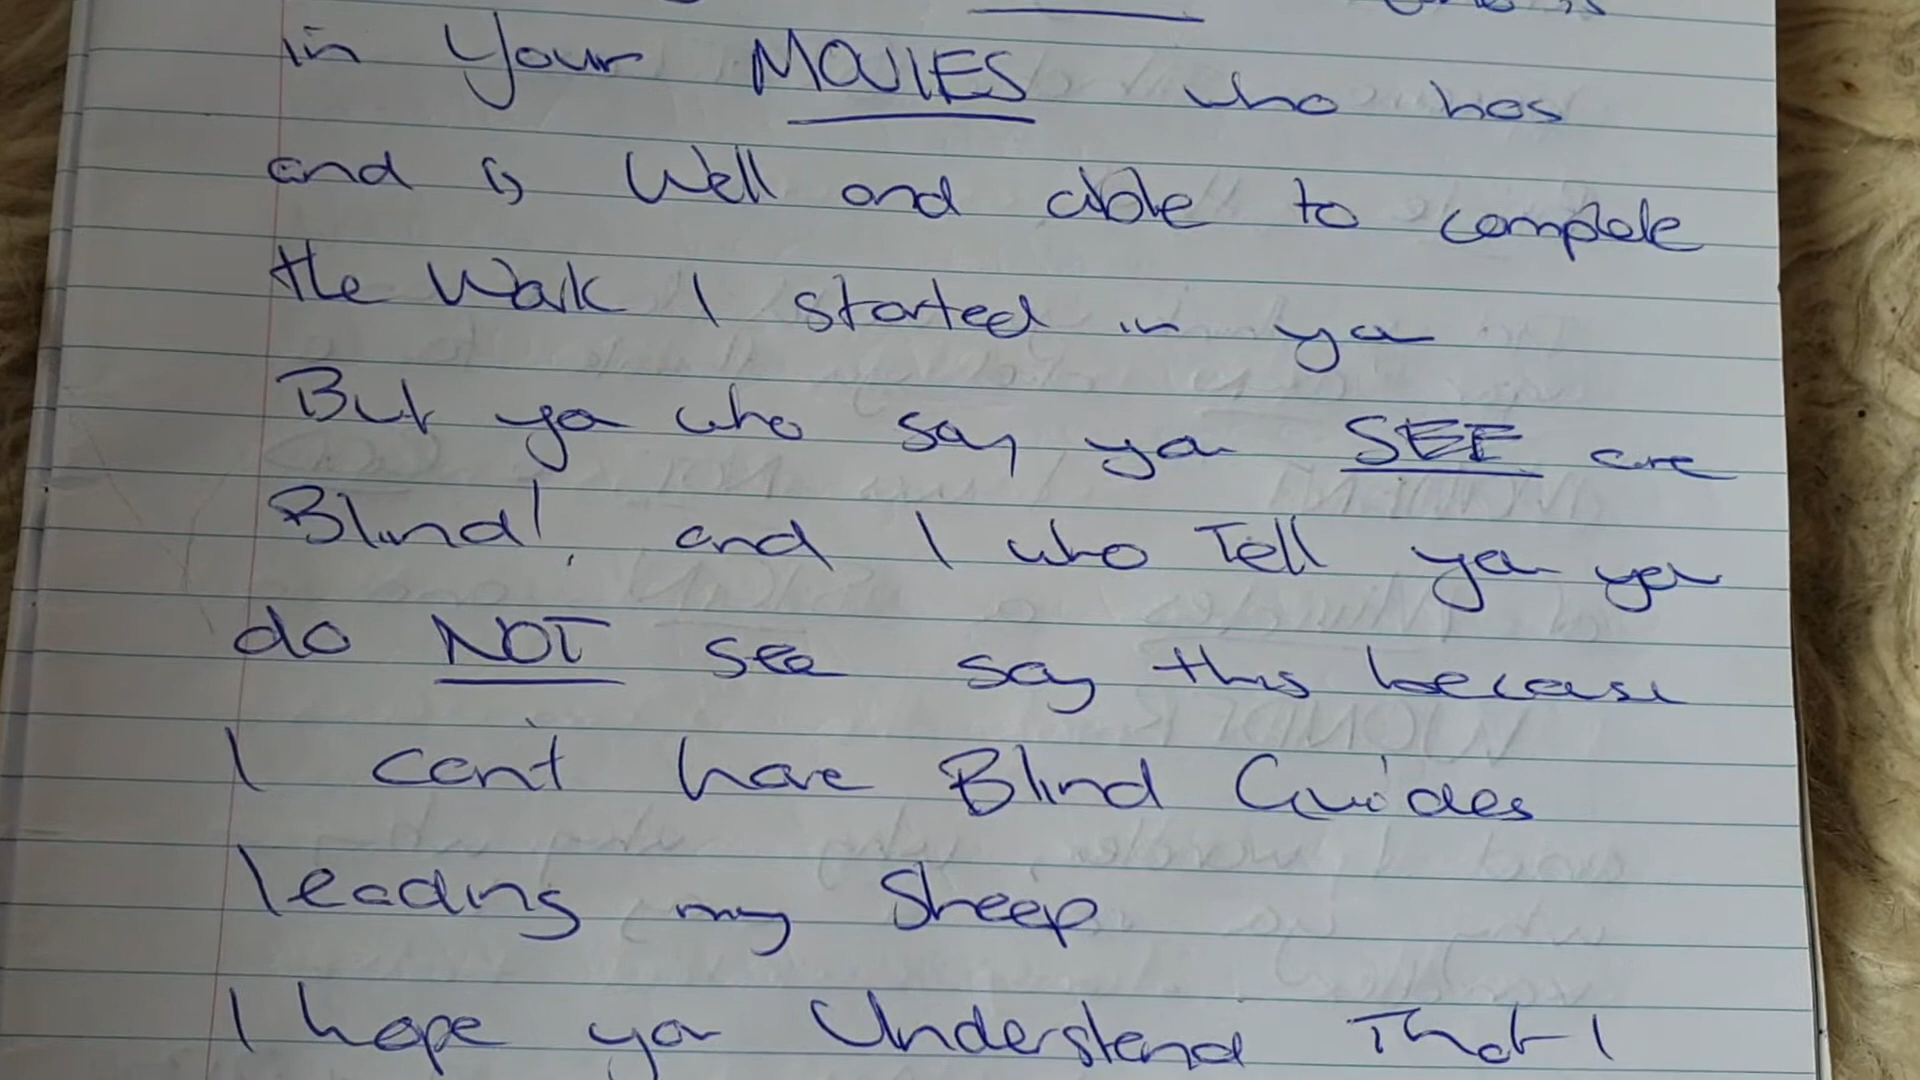 in your MOVIES who has
and is Well and able to complete
the Work I started in you
But you who say you SEE are
Blind! and I who Tell you you
do NOT see say this because
I can't have Blind Guides
leading my Sheep
I hope you Understand That I